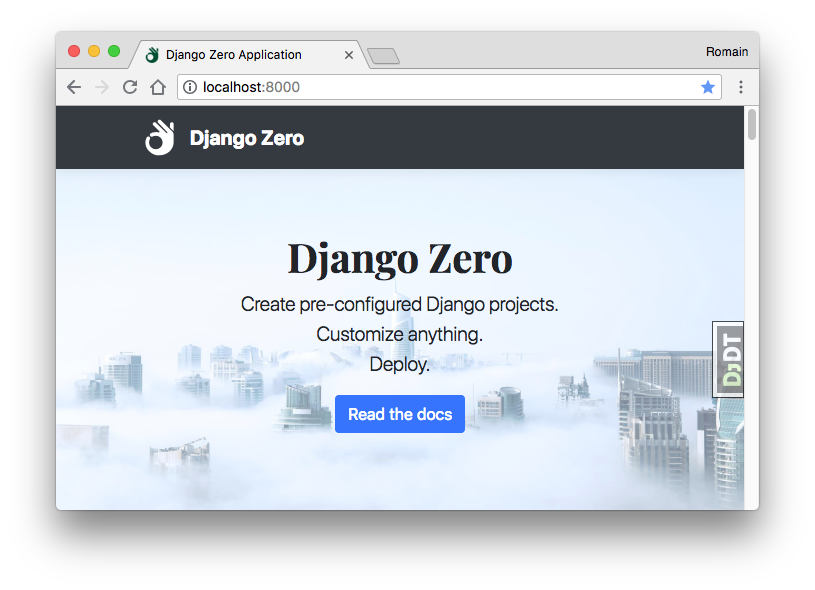 Django Zero Application
Romain
localhost:8000
Django Zero
Django Zero
Create pre-configured Django projects.
Customize anything.
Deploy.
DjDT
Read the docs